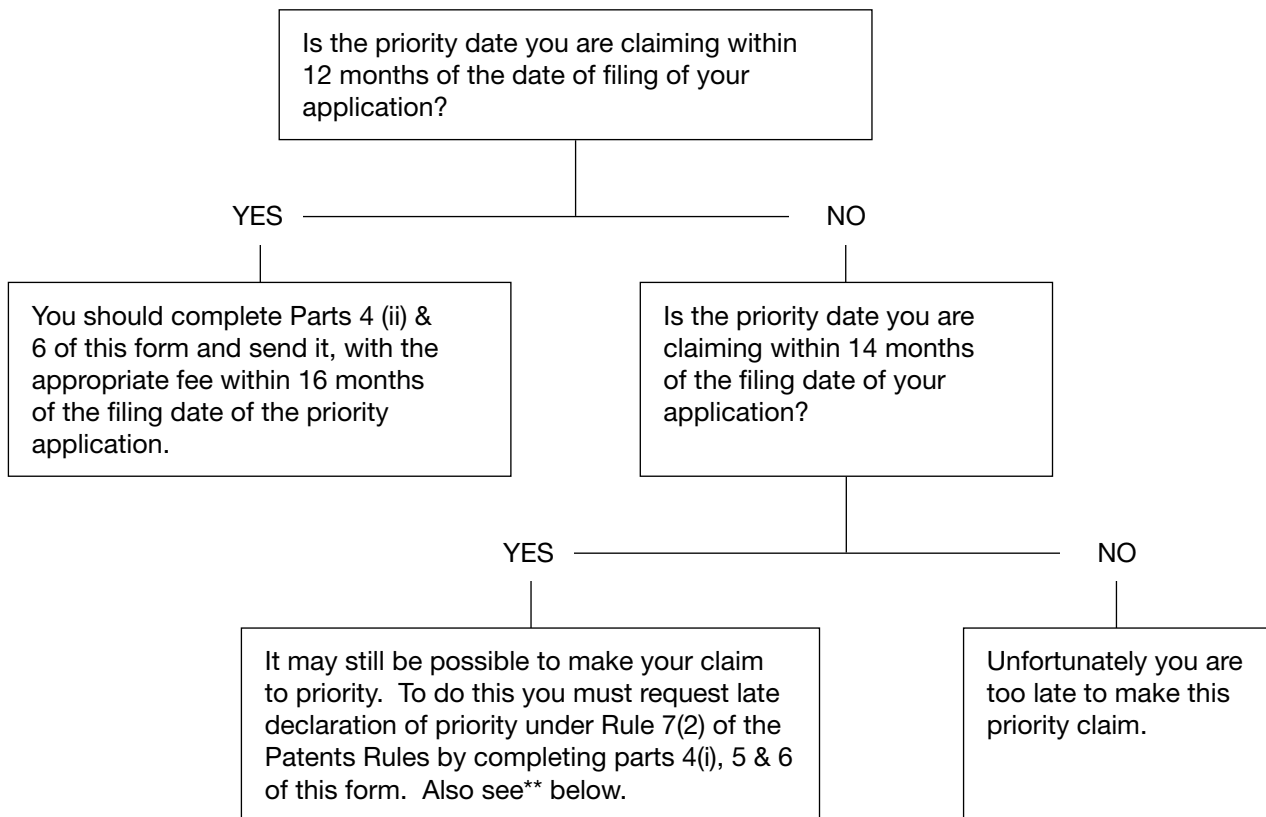 Is the priority date you are claiming within
12 months of the date of filing of your
application?
YES
NO
You should complete Parts 4 (ii) &
6 of this form and send it, with the
appropriate fee within 16 months
of the filing date of the priority
application.
Is the priority date you are
claiming within 14 months
of the filing date of your
application?
YES
NO
It may still be possible to make your claim
to priority.  To do this you must request late
declaration of priority under Rule 7(2) of the
Patents Rules by completing parts 4(i), 5 & 6
of this form.  Also see** below.
Unfortunately you are
too late to make this
priority claim.